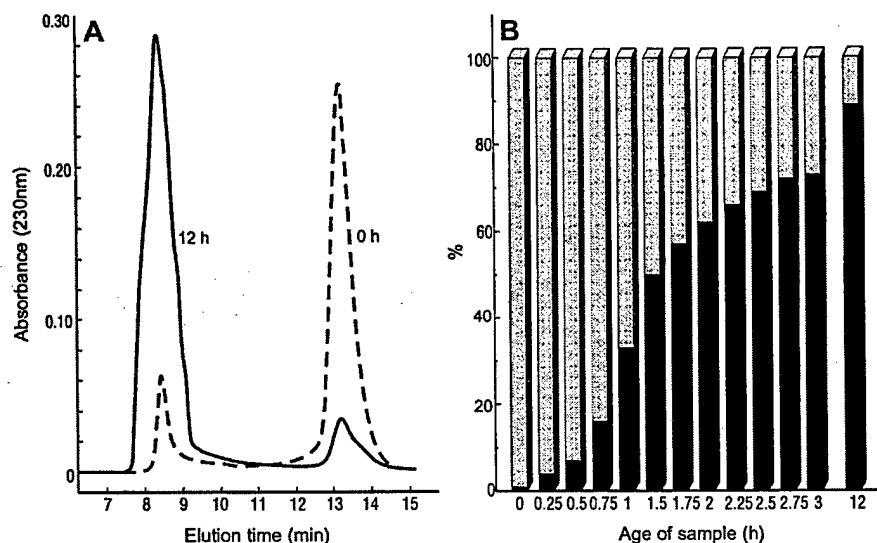 A
0.30
0.20
0.10
0
Absorbance (230nm)
12 h
0 h
7 8 9 10 11 12 13 14 15
Elution time (min)
B
100
80
60
40
20
0
%
0 0.25 0.5 0.75 1 1.5 1.75 2 2.25 2.5 2.75 3 12
Age of sample (h)